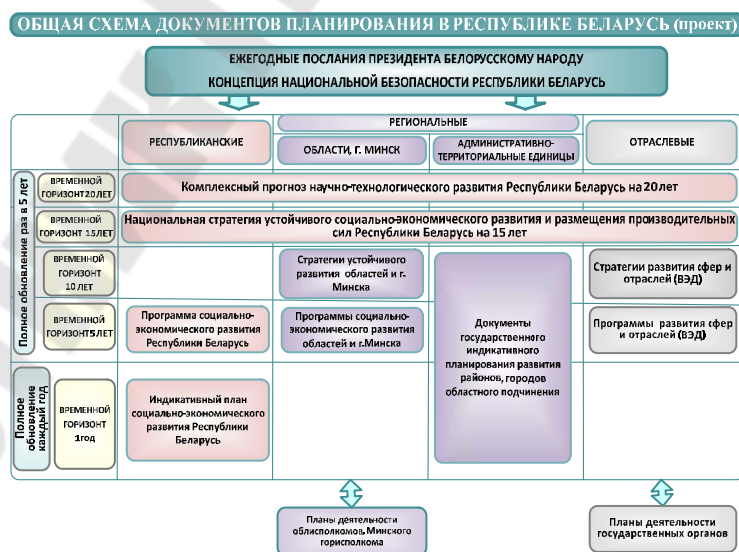 ОБЩАЯ СХЕМА ДОКУМЕНТОВ ПЛАНИРОВАНИЯ В РЕСПУБЛИКЕ БЕЛАРУСЬ (проект)
ЕЖЕГОДНЫЕ ПОСЛАНИЯ ПРЕЗИДЕНТА БЕЛОРУССКОМУ НАРОДУ
КОНЦЕПЦИЯ НАЦИОНАЛЬНОЙ БЕЗОПАСНОСТИ РЕСПУБЛИКИ БЕЛАРУСЬ
РЕСПУБЛИКАНСКИЕ
РЕГИОНАЛЬНЫЕ
ОБЛАСТИ, Г. МИНСК
АДМИНИСТРАТИВНО-
ТЕРРИТОРИАЛЬНЫЕ ЕДИНИЦЫ
ОТРАСЛЕВЫЕ
Полное обновление раз в 5 лет
ВРЕМЕННОЙ
ГОРИЗОНТ 20 ЛЕТ
Комплексный прогноз научно-технологического развития Республики Беларусь на 20 лет
ВРЕМЕННОЙ
ГОРИЗОНТ 15 ЛЕТ
Национальная стратегия устойчивого социально-экономического развития и размещения производительных
сил Республики Беларусь на 15 лет
ВРЕМЕННОЙ
ГОРИЗОНТ
10 ЛЕТ
Стратегии устойчивого
развития областей и г.
Минска
Стратегии развития сфер и
отраслей (ВЭД)
ВРЕМЕННОЙ
ГОРИЗОНТ 5 ЛЕТ
Программа социально-
экономического развития
Республики Беларусь
Программы социально-
экономического развития
областей и г.Минска
Документы
государственного
индикативного
планирования развития
районов, городов
областного подчинения
Программы развития сфер
и отраслей (ВЭД)
Полное
обновление
каждый год
ВРЕМЕННОЙ
ГОРИЗОНТ
1год
Индикативный план
социально-экономического
развития Республики
Беларусь
Планы деятельности
облисполкомов, Минского
горисполкома
Планы деятельности
государственных органов